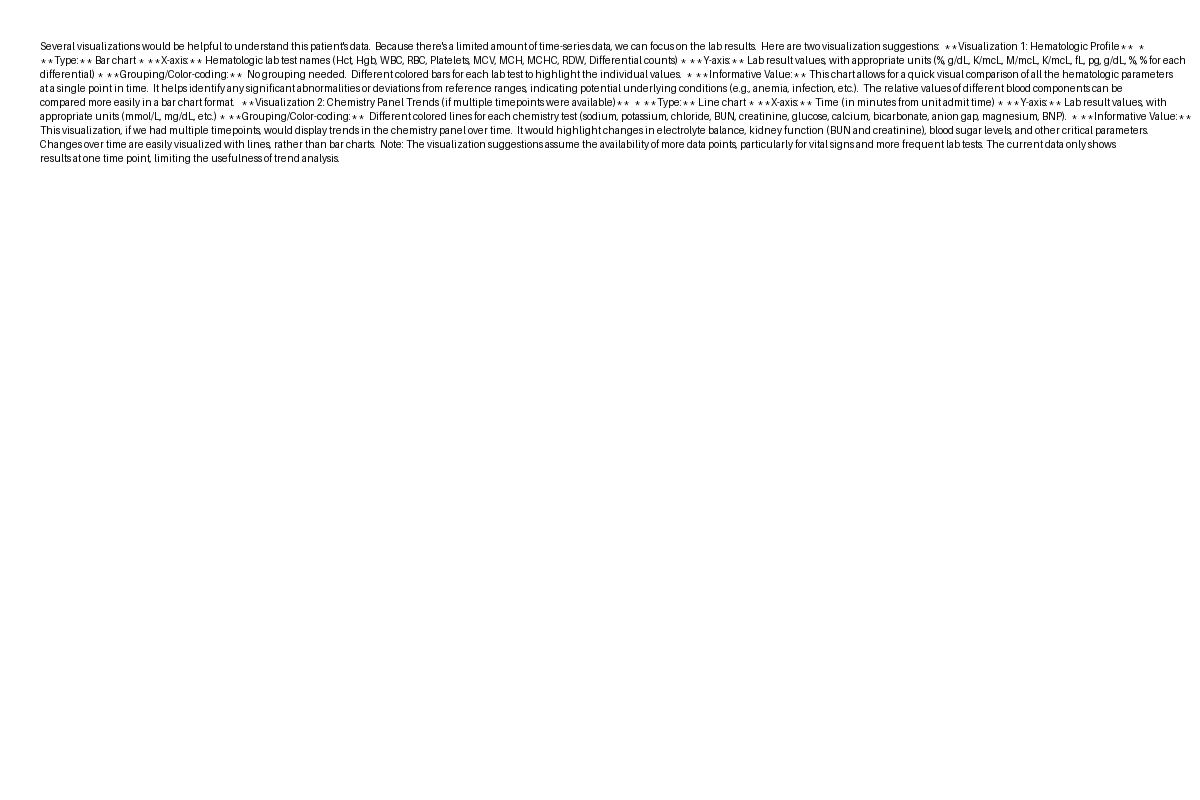 Several visualizations would be helpful to understand this patient's data.  Because there's a limited amount of time-series data, we can focus on the lab results.  Here are two visualization suggestions:  **Visualization 1: Hematologic Profile**  *
**Type:** Bar chart * **X-axis:** Hematologic lab test names (Hct, Hgb, WBC, RBC, Platelets, MCV, MCH, MCHC, RDW, Differential counts) * **Y-axis:** Lab result values, with appropriate units (%, g/dL, K/mcL, M/mcL, K/mcL, fL, pg, g/dL, %, % for each
differential) * **Grouping/Color-coding:**  No grouping needed.  Different colored bars for each lab test to highlight the individual values.  * **Informative Value:** This chart allows for a quick visual comparison of all the hematologic parameters
at a single point in time.  It helps identify any significant abnormalities or deviations from reference ranges, indicating potential underlying conditions (e.g., anemia, infection, etc.).  The relative values of different blood components can be
compared more easily in a bar chart format.   **Visualization 2: Chemistry Panel Trends (if multiple timepoints were available)**  * **Type:** Line chart * **X-axis:** Time (in minutes from unit admit time) * **Y-axis:** Lab result values, with
appropriate units (mmol/L, mg/dL, etc.) * **Grouping/Color-coding:**  Different colored lines for each chemistry test (sodium, potassium, chloride, BUN, creatinine, glucose, calcium, bicarbonate, anion gap, magnesium, BNP).  * **Informative Value:**
This visualization, if we had multiple timepoints, would display trends in the chemistry panel over time.  It would highlight changes in electrolyte balance, kidney function (BUN and creatinine), blood sugar levels, and other critical parameters.
Changes over time are easily visualized with lines, rather than bar charts.  Note: The visualization suggestions assume the availability of more data points, particularly for vital signs and more frequent lab tests. The current data only shows
results at one time point, limiting the usefulness of trend analysis.